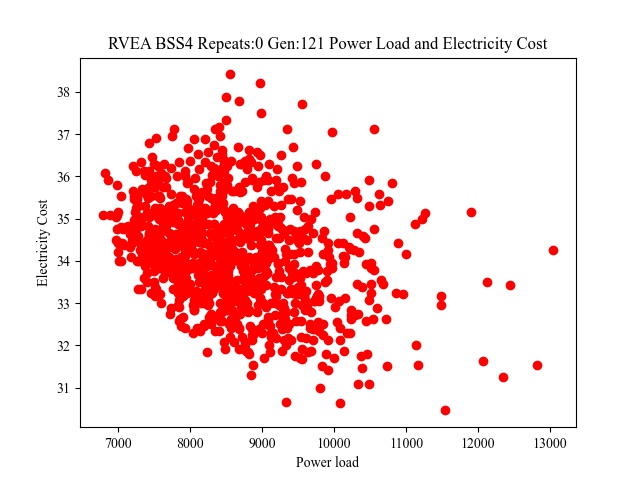 RVEA BSS4 Repeats:0 Gen:121 Power Load and Electricity Cost
38
37
36
35
34
33
32
31
Electricity Cost
7000 8000 9000 10000 11000 12000 13000
Power load